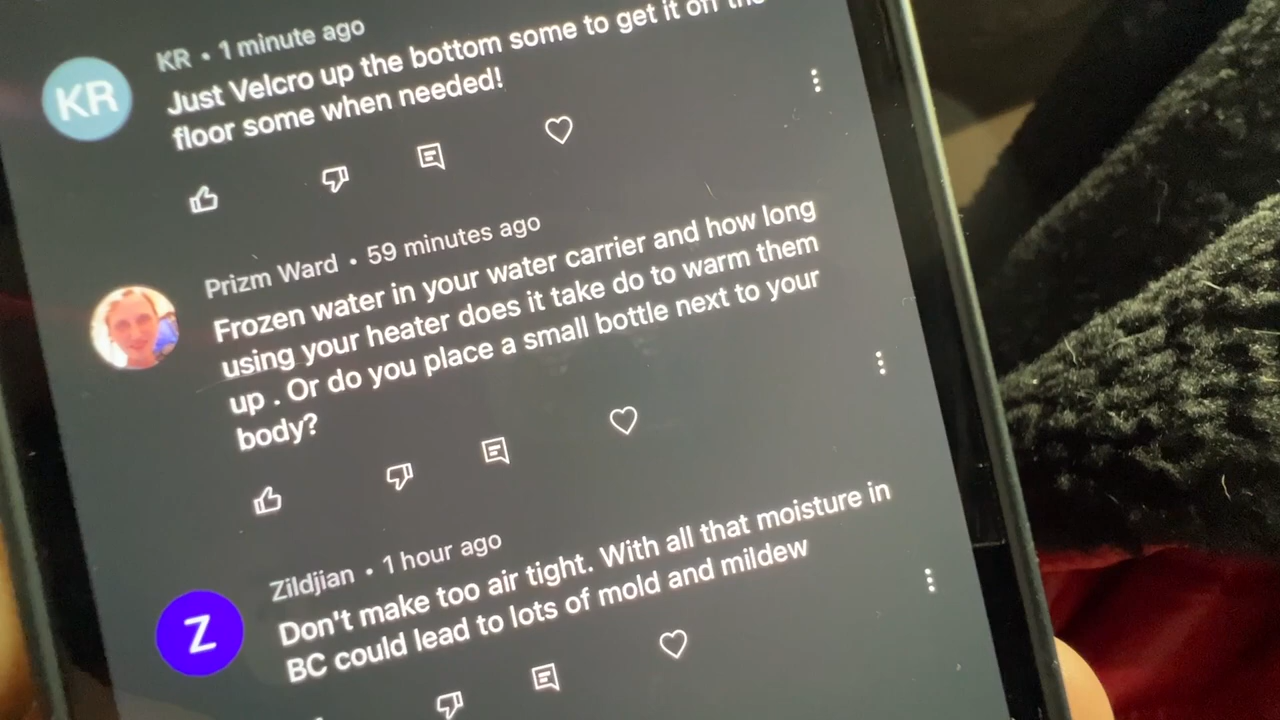 KR • 1 minute ago
KR
Just Velcro up the bottom some to get it off the
floor some when needed!
Prizm Ward • 59 minutes ago
Frozen water in your water carrier and how long
using your heater does it take do to warm them
up . Or do you place a small bottle next to your
body?
Zildjian • 1 hour ago
Z
Don't make too air tight. With all that moisture in
BC could lead to lots of mold and mildew